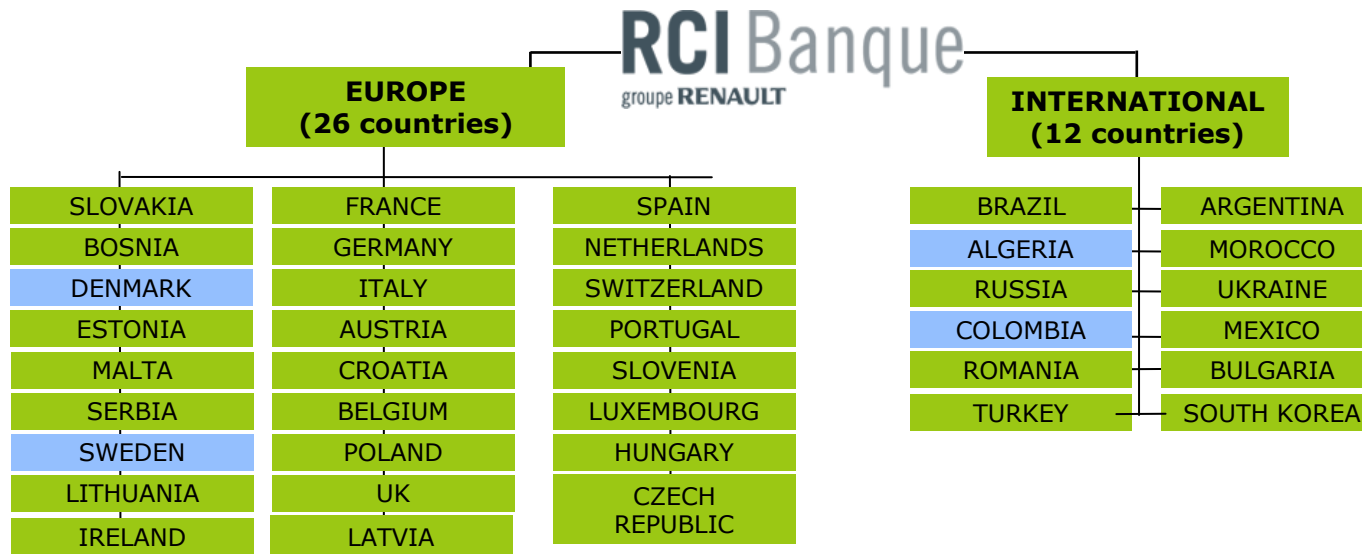 RCI Banque
groupe RENAULT
EUROPE
(26 countries)
INTERNATIONAL
(12 countries)
SLOVAKIA
BOSNIA
DENMARK
ESTONIA
MALTA
SERBIA
SWEDEN
LITHUANIA
IRELAND
FRANCE
GERMANY
ITALY
AUSTRIA
CROATIA
BELGIUM
POLAND
UK
LATVIA
SPAIN
NETHERLANDS
SWITZERLAND
PORTUGAL
SLOVENIA
LUXEMBOURG
HUNGARY
CZECH
REPUBLIC
BRAZIL
ALGERIA
RUSSIA
COLOMBIA
ROMANIA
TURKEY
ARGENTINA
MOROCCO
UKRAINE
MEXICO
BULGARIA
SOUTH KOREA